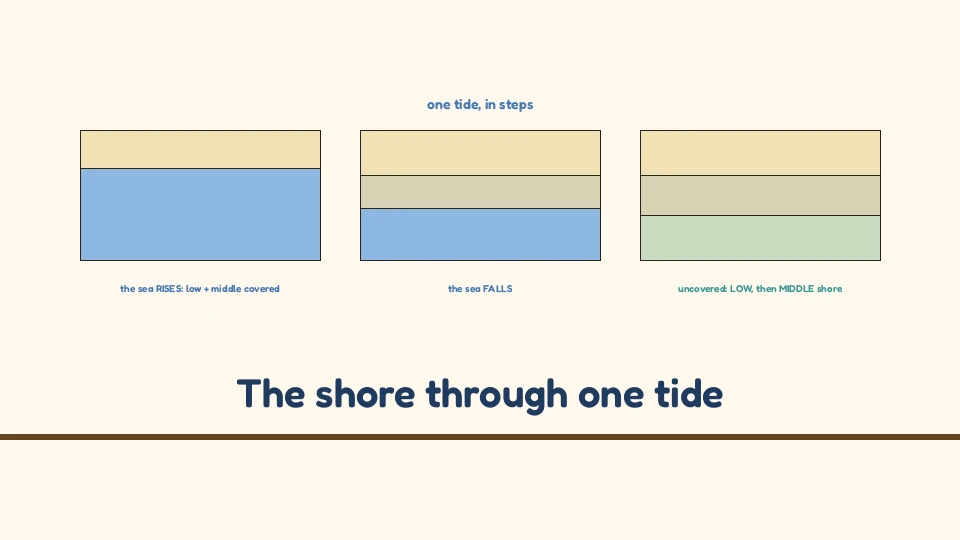 one tide, in steps
the sea RISES: low + middle covered
the sea FALLS
uncovered: LOW, then MIDDLE shore
The shore through one tide